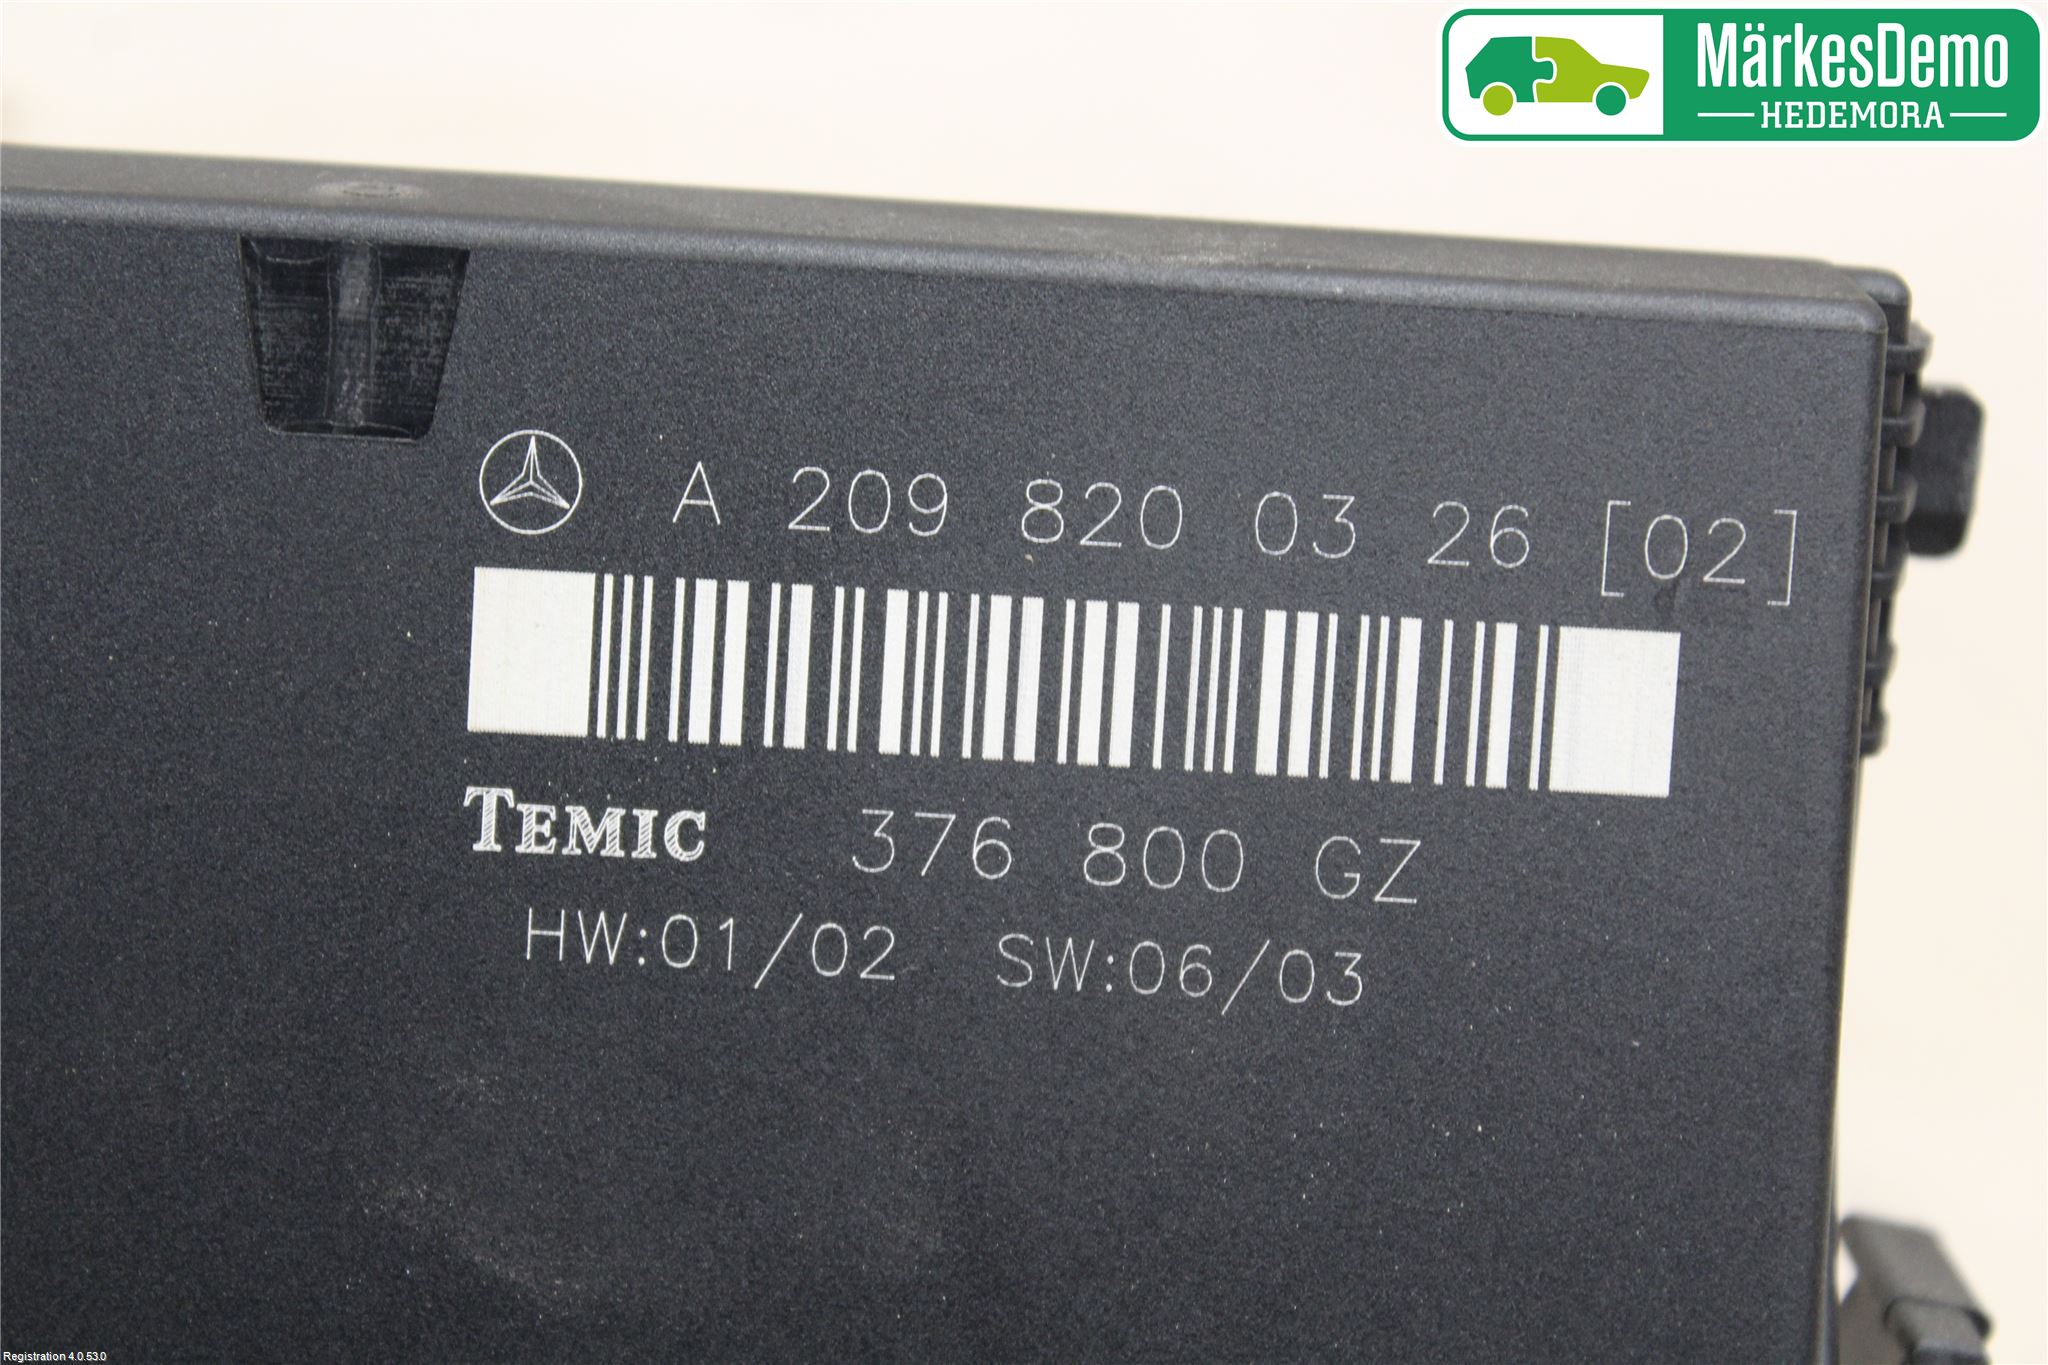 MärkesDemo
HEDEMORA
A 209 820 03 26 [02]
TEMIC 376 800 GZ
HW:01/02 SW:06/03
Registration 4.0.53.0